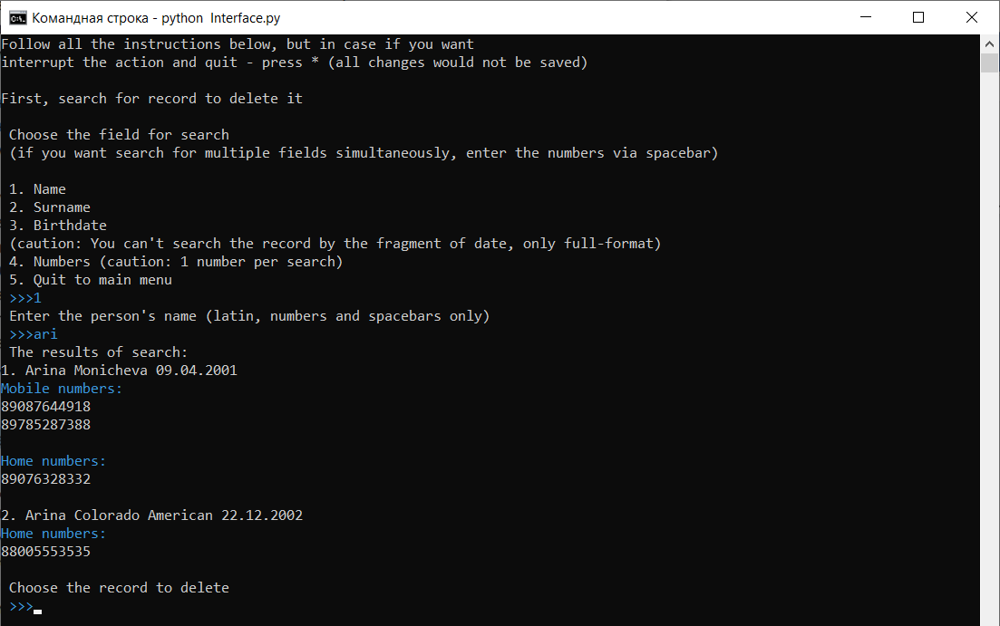 Командная строка - python  Interface.py
Follow all the instructions below, but in case if you want
interrupt the action and quit - press * (all changes would not be saved)
First, search for record to delete it
Choose the field for search
(if you want search for multiple fields simultaneously, enter the numbers via spacebar)
1. Name
2. Surname
3. Birthdate
(caution: You can't search the record by the fragment of date, only full-format)
4. Numbers (caution: 1 number per search)
5. Quit to main menu
>>>1
Enter the person's name (latin, numbers and spacebars only)
>>>ari
The results of search:
1. Arina Monicheva 09.04.2001
Mobile numbers:
89087644918
89785287388
Home numbers:
89076328332
2. Arina Colorado American 22.12.2002
Home numbers:
88005553535
Choose the record to delete
>>>